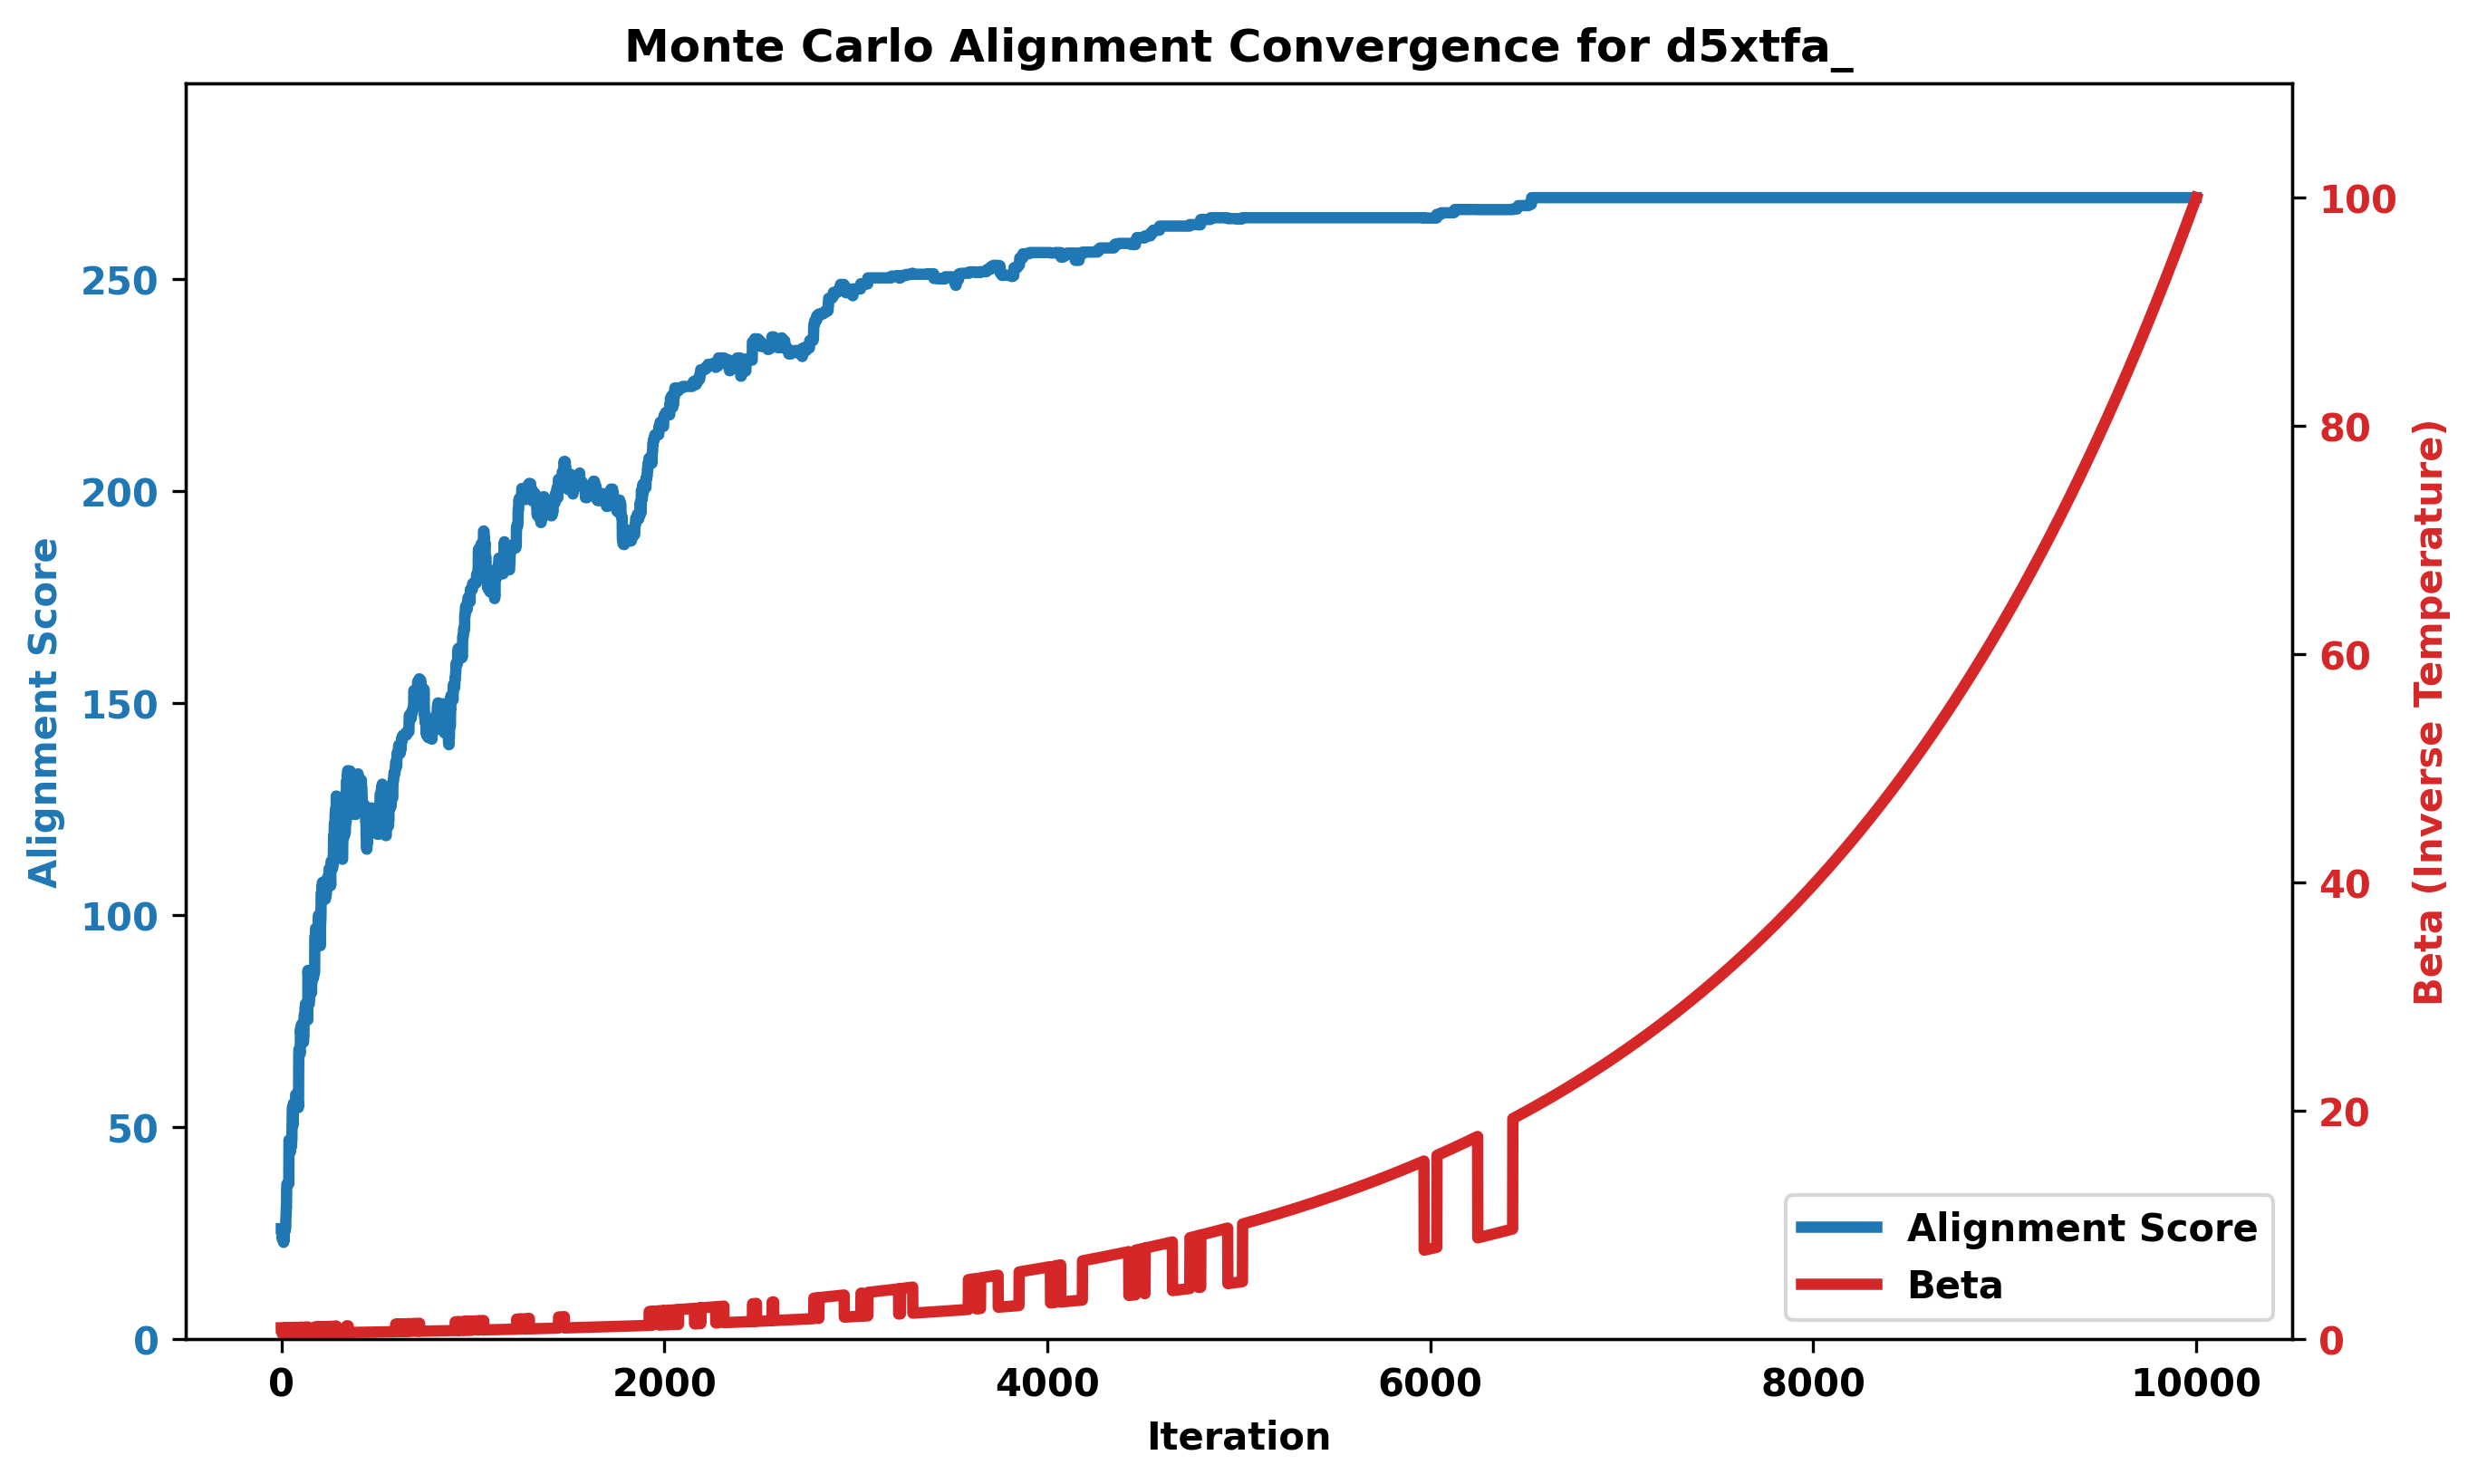 Monte Carlo Alignment Convergence for d5xtfa_
Alignment Score
250
200
150
100
50
0
100
80
60
40
20
0
Beta (Inverse Temperature)
Alignment Score
Beta
0 2000 4000 6000 8000 10000
Iteration